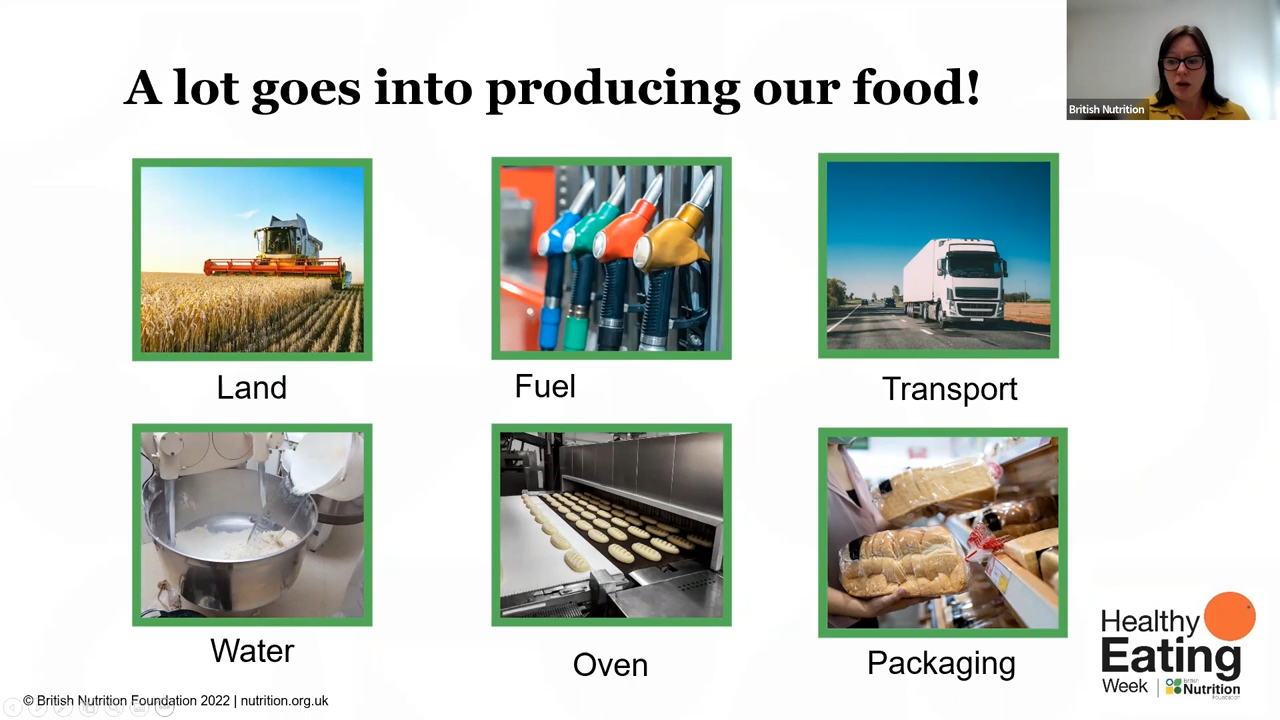 A lot goes into producing our food!
British Nutrition
Land
Fuel
Transport
Water
Oven
Packaging
Healthy
Eating
Week
British
Nutrition
FOUNDATION
© British Nutrition Foundation 2022 | nutrition.org.uk